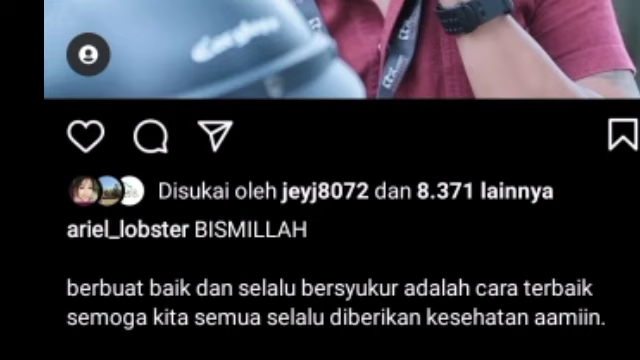 Disukai oleh jeyj8072 dan 8.371 lainnya
ariel_lobster BISMILLAH
berbuat baik dan selalu bersyukur adalah cara terbaik
semoga kita semua selalu diberikan kesehatan aamiin.